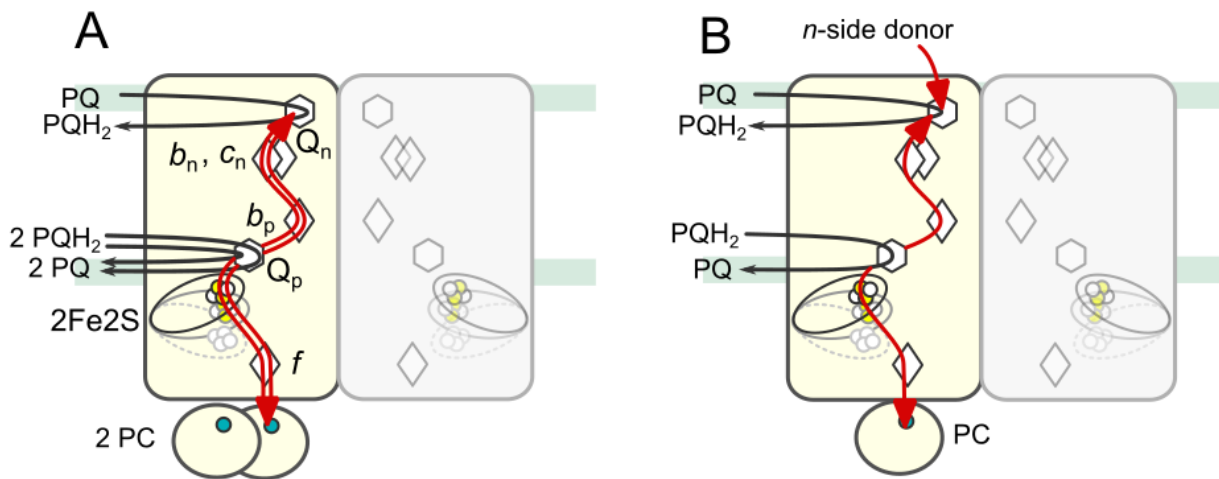 A
PQ
PQH₂
Qₙ
bₙ, cₙ
bₚ
2 PQH₂
2 PQ
Qₚ
2Fe2S
f
2 PC
B
n-side donor
PQ
PQH₂
PQH₂
PQ
PC